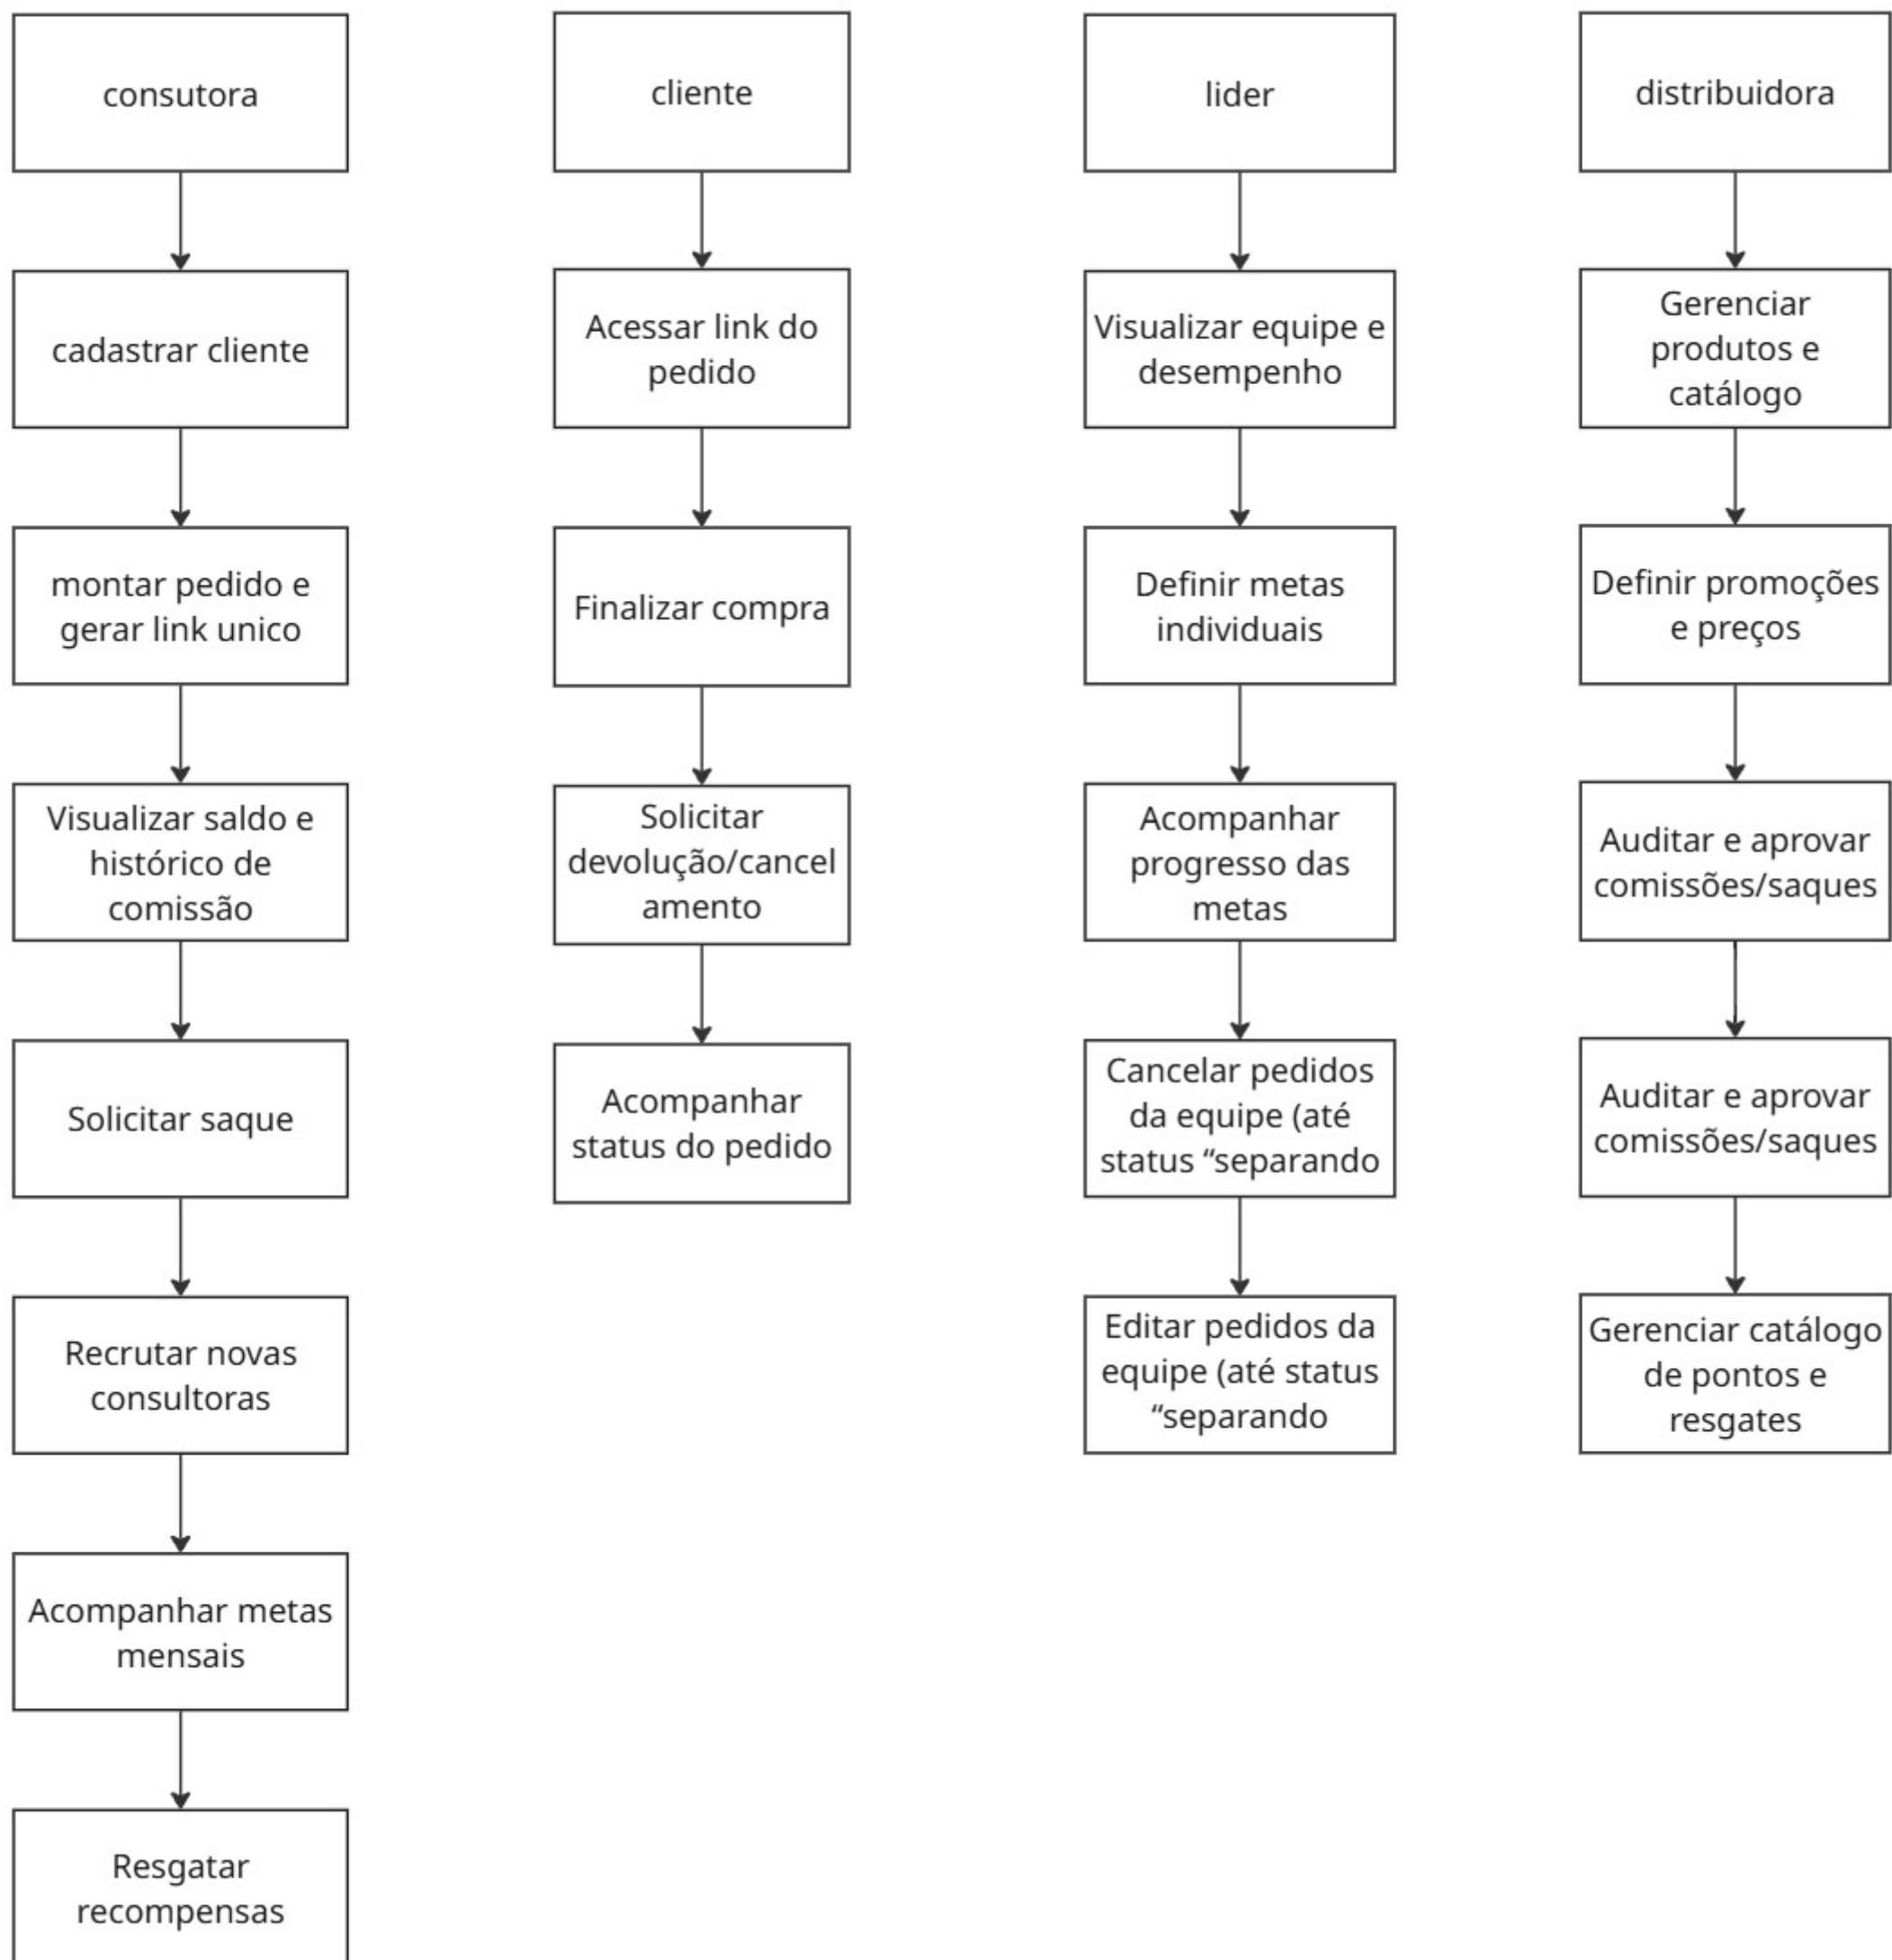 consutora
cadastrar cliente
montar pedido e
gerar link unico
Visualizar saldo e
histórico de
comissão
Solicitar saque
Recrutar novas
consultoras
Acompanhar metas
mensais
Resgatar
recompensas
cliente
Acessar link do
pedido
Finalizar compra
Solicitar
devolução/cancel
amento
Acompanhar
status do pedido
lider
Visualizar equipe e
desempenho
Definir metas
individuais
Acompanhar
progresso das
metas
Cancelar pedidos
da equipe (até
status “separando
Editar pedidos da
equipe (até status
“separando
distribuidora
Gerenciar
produtos e
catálogo
Definir promoções
e preços
Auditar e aprovar
comissões/saques
Auditar e aprovar
comissões/saques
Gerenciar catálogo
de pontos e
resgates